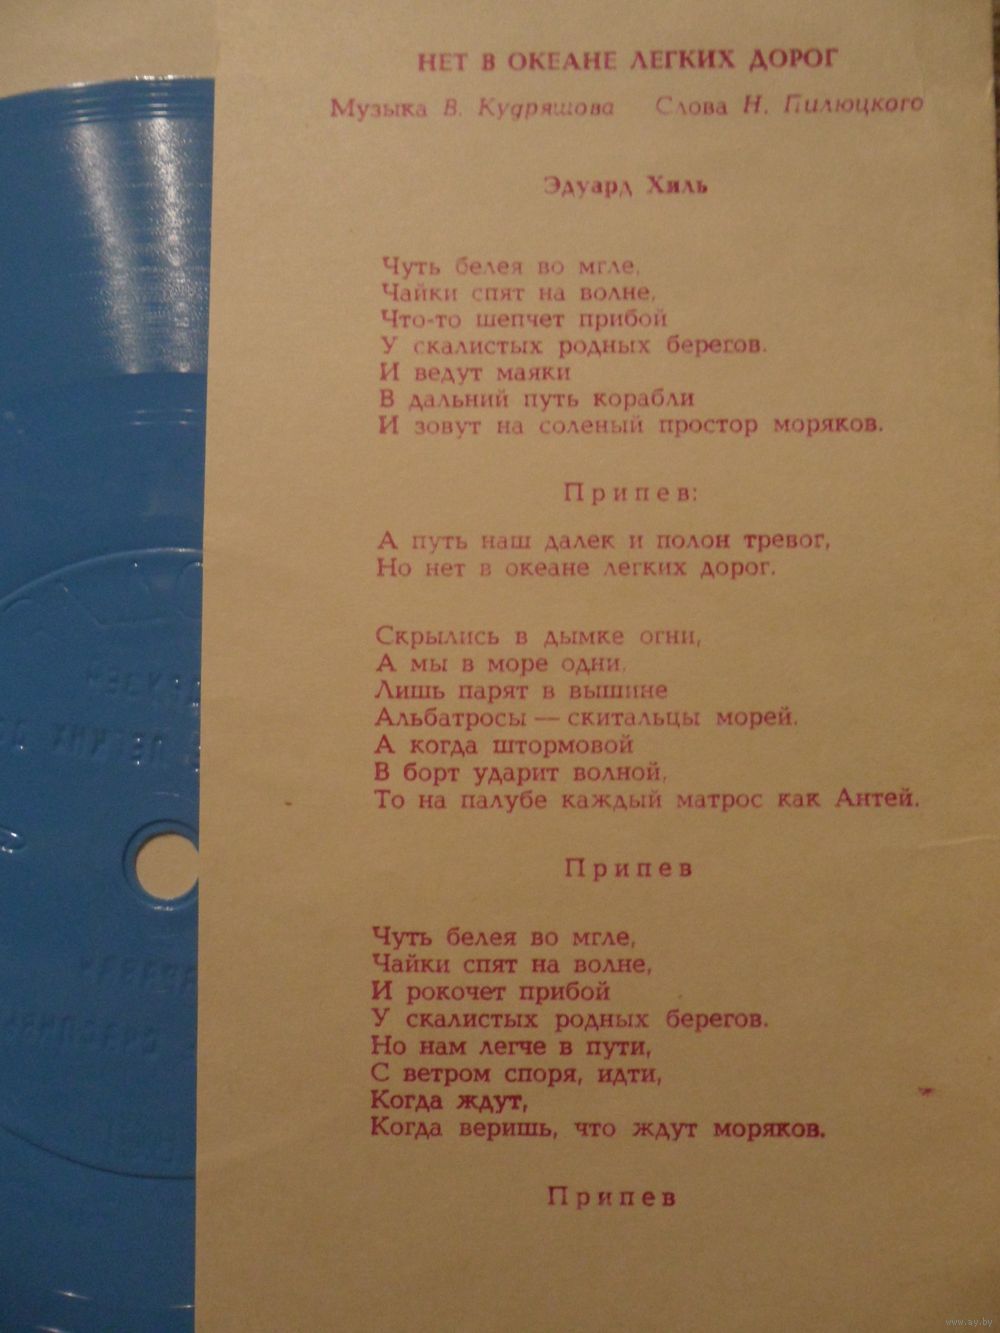 НЕТ В ОКЕАНЕ ЛЕГКИХ ДОРОГ
Музыка В. Кудряшова Слова Н. Пилюцкого
Эдуард Хиль
Чуть белея во мгле,
Чайки спят на волне,
Что-то шепчет прибой
У скалистых родных берегов.
И ведут маяки
В дальний путь корабли
И зовут на соленый простор моряков.
Припев:
А путь наш далек и полон тревог,
Но нет в океане легких дорог.
Скрылись в дымке огни,
А мы в море одни,
Лишь парят в вышине
Альбатросы — скитальцы морей.
А когда штормовой
В борт ударит волной,
То на палубе каждый матрос как Антей.
Припев
Чуть белея во мгле,
Чайки спят на волне,
И рокочет прибой
У скалистых родных берегов.
Но нам легче в пути,
С ветром споря, идти,
Когда ждут,
Когда веришь, что ждут моряков.
Припев
www.ay.by